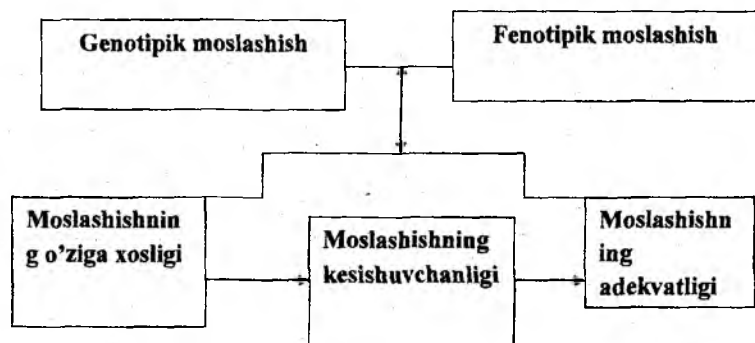 Genotipik moslashish
Fenotipik moslashish
Moslashishnin
g o’ziga xosligi
Moslashishning
kesishuvchanligi
Moslashishn
ing
adekvatligi